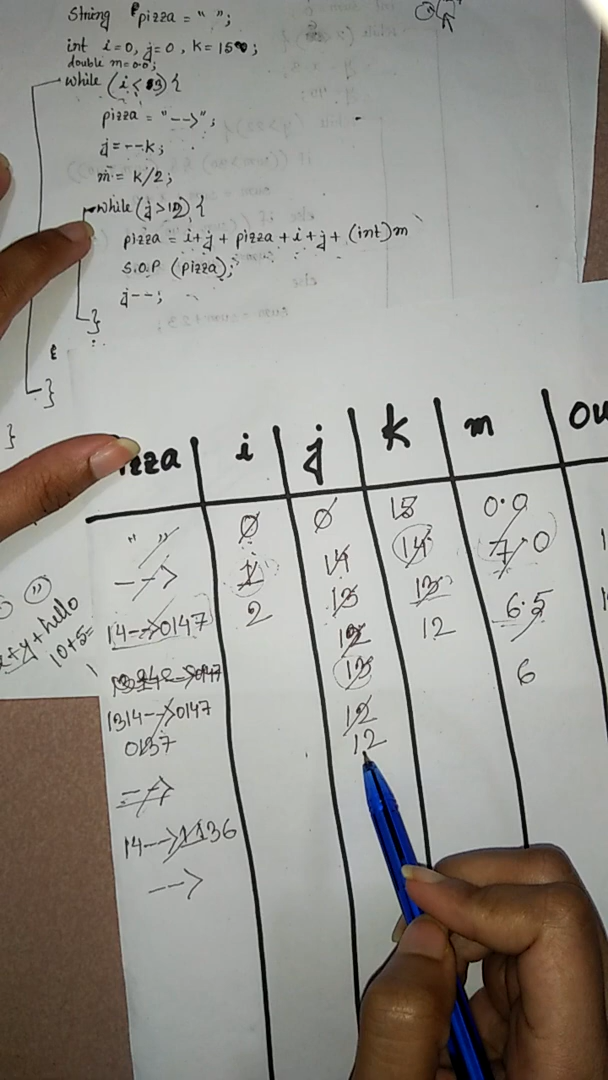 String pizza = " ";
int i=0, j=0, k=15;
double m=0.0;
while (i<3) {
pizza = "-->";
j=--k;
m=k/2;
while (j>12) {
pizza = i+j + pizza + i+j + (int)m
S.O.P (pizza);
j--;
}
}
}
izza i j k m OU
" " 0 0 15 0.0
--> 1 14 14 7.0
14-->0147 2 13 13 6.5
12 12
13 6
1314-->0147 12
0137 12
-->
14-->1136
-->
+hello
10+5=